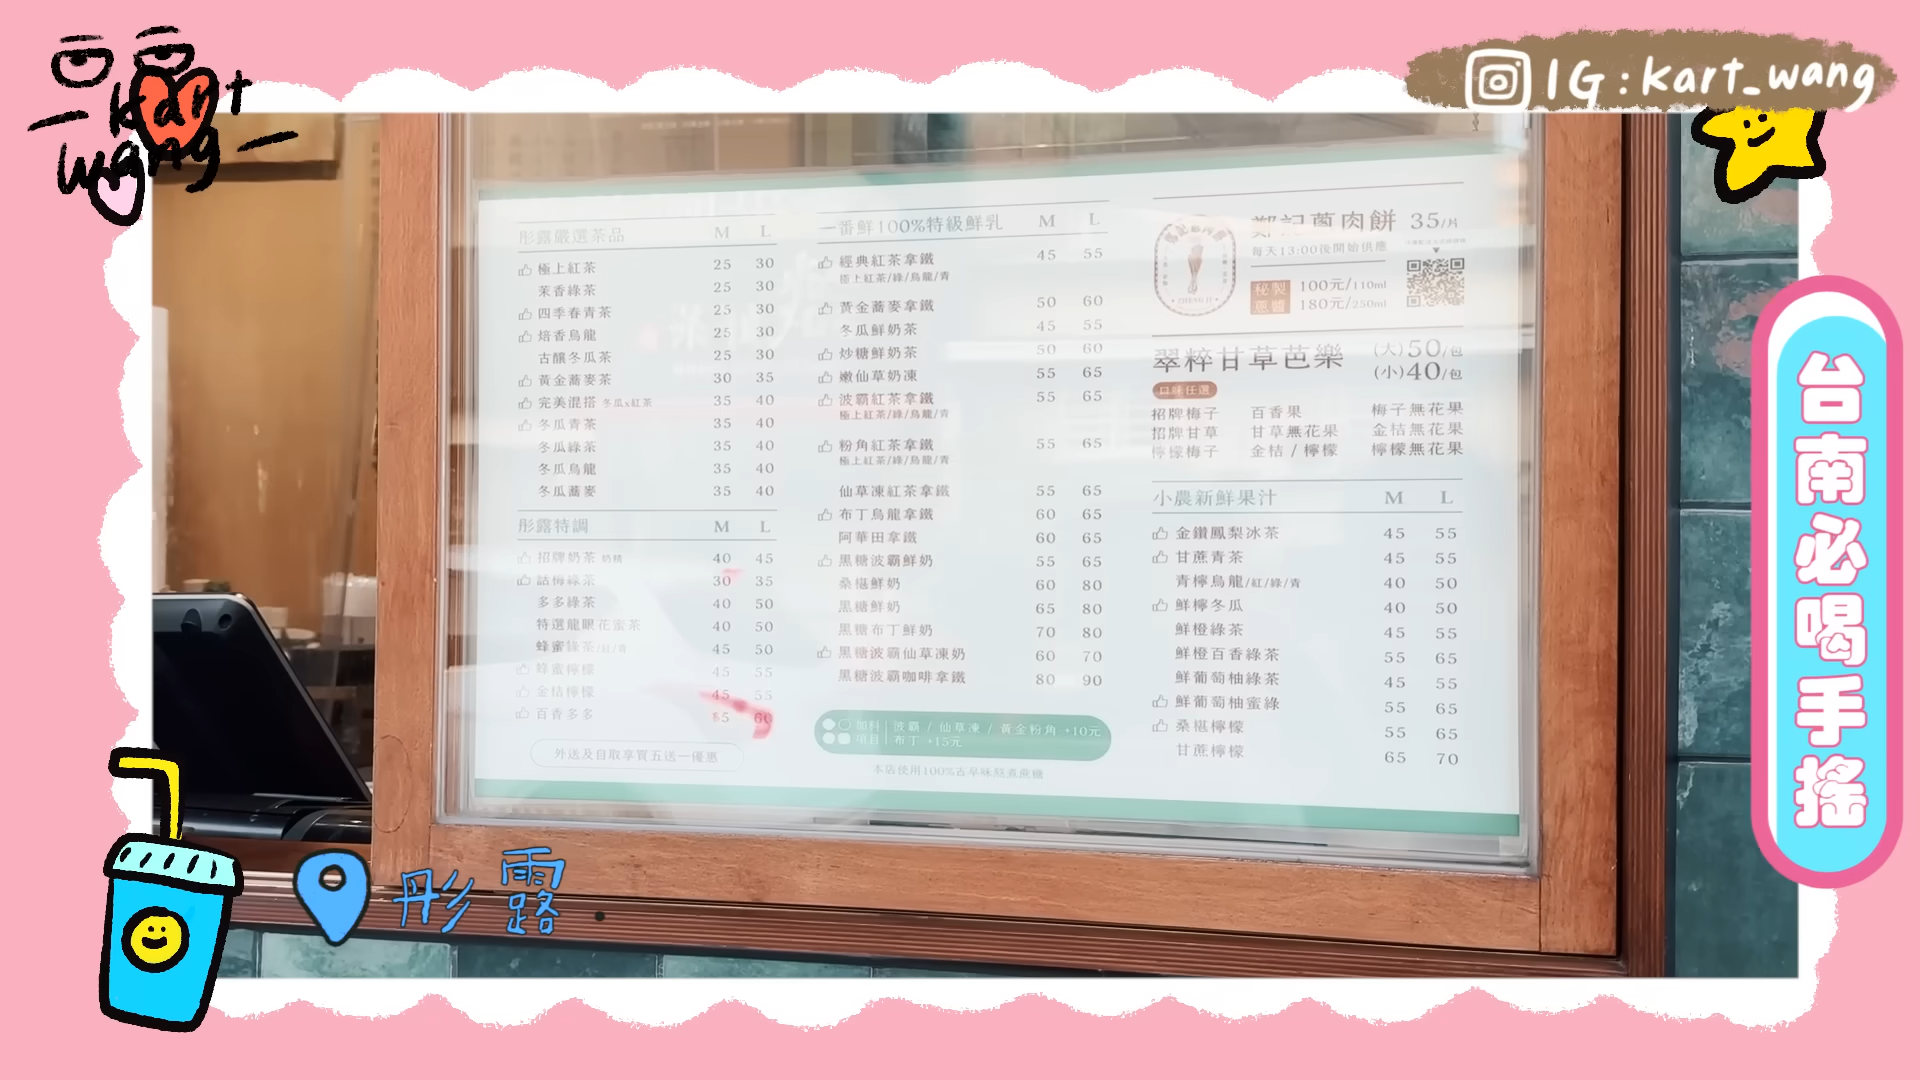 kart
wang
IG:kart_wang
台南必喝手搖
彤露
彤露嚴選茶品 M L
極上紅茶 25 30
茉香綠茶 25 30
四季春青茶 25 30
焙香烏龍 25 30
古釀冬瓜茶 25 30
黃金蕎麥茶 30 35
完美混搭 冬瓜x紅茶 35 40
冬瓜青茶 35 40
冬瓜綠茶 35 40
冬瓜烏龍 35 40
冬瓜蕎麥 35 40
彤露特調 M L
招牌奶茶 奶精 40 45
話梅綠茶 30 35
多多綠茶 40 50
特選龍眼花蜜茶 40 50
蜂蜜綠茶/紅/青 45 50
蜂蜜檸檬 45 55
金桔檸檬 45 55
百香多多 55 60
外送及自取享買五送一優惠
一番鮮100%特級鮮乳 M L
經典紅茶拿鐵 45 55
極上紅茶/綠/烏龍/青
黃金蕎麥拿鐵 50 60
冬瓜鮮奶茶 45 55
炒糖鮮奶茶 50 60
嫩仙草奶凍 55 65
波霸紅茶拿鐵 55 65
極上紅茶/綠/烏龍/青
粉角紅茶拿鐵 55 65
極上紅茶/綠/烏龍/青
仙草凍紅茶拿鐵 55 65
布丁烏龍拿鐵 60 65
阿華田拿鐵 60 65
黑糖波霸鮮奶 55 65
桑椹鮮奶 60 80
黑糖鮮奶 65 80
黑糖布丁鮮奶 70 80
黑糖波霸仙草凍奶 60 70
黑糖波霸咖啡拿鐵 80 90
加料 波霸 / 仙草凍 / 黃金粉角 +10元
項目 布丁 +15元
本店使用100%古早味熬煮蔗糖
鄭記蔥肉餅 35/片
每天13:00後開始供應
秘製蔥醬 100元/110ml
180元/250ml
CHENG JI
翠粹甘草芭樂 (大)50/包
(小)40/包
口味任選
招牌梅子 百香果 梅子無花果
招牌甘草 甘草無花果 金桔無花果
檸檬梅子 金桔 / 檸檬 檸檬無花果
小農新鮮果汁 M L
金鑽鳳梨冰茶 45 55
甘蔗青茶 45 55
青檸烏龍/紅/綠/青 40 50
鮮檸冬瓜 40 50
鮮橙綠茶 45 55
鮮橙百香綠茶 55 65
鮮葡萄柚綠茶 45 55
鮮葡萄柚蜜綠 55 65
桑椹檸檬 55 65
甘蔗檸檬 65 70